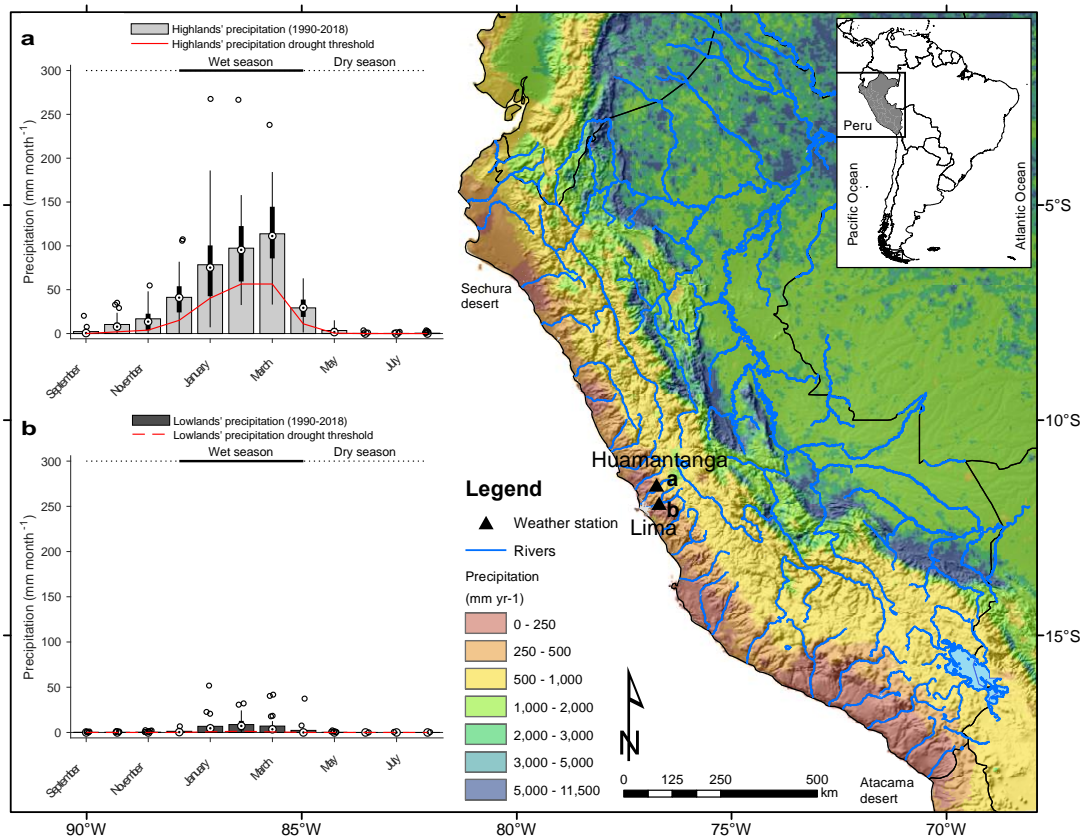 a
Highlands' precipitation (1990-2018)
Highlands' precipitation drought threshold
Wet season
Dry season
300
250
200
150
100
50
0
Precipitation (mm month -1)
September
November
January
March
May
July
b
Lowlands' precipitation (1990-2018)
Lowlands' precipitation drought threshold
Wet season
Dry season
300
250
200
150
100
50
0
Precipitation (mm month -1)
September
November
January
March
May
July
Peru
Pacific Ocean
Atlantic Ocean
Sechura
desert
Huamantanga
a
b
Lima
Atacama
desert
Legend
Weather station
Rivers
Precipitation
(mm yr-1)
0 - 250
250 - 500
500 - 1,000
1,000 - 2,000
2,000 - 3,000
3,000 - 5,000
5,000 - 11,500
N
0 125 250 500
km
5°S
10°S
15°S
90°W 85°W 80°W 75°W 70°W